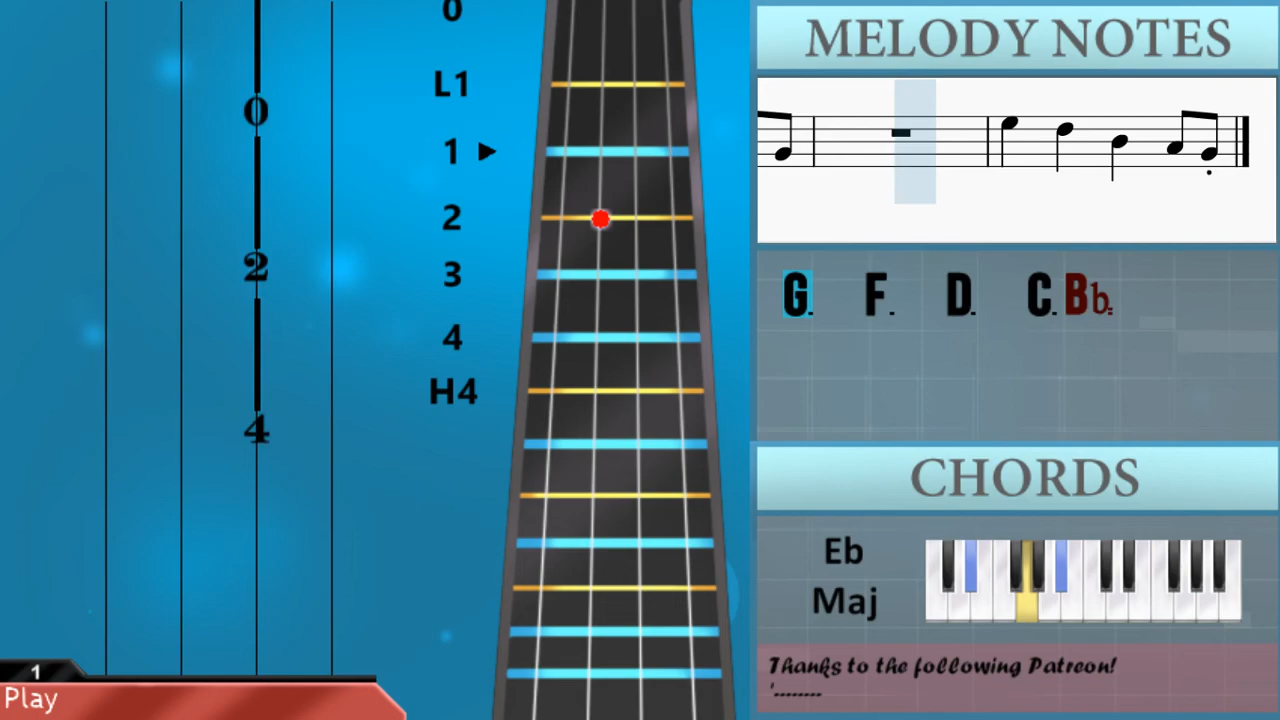 0
L1
1
2
3
4
H4
0
2
4
1
Play
MELODY NOTES
G. F. D. C. Bb.
CHORDS
Eb
Maj
Thanks to the following Patreon!
'........